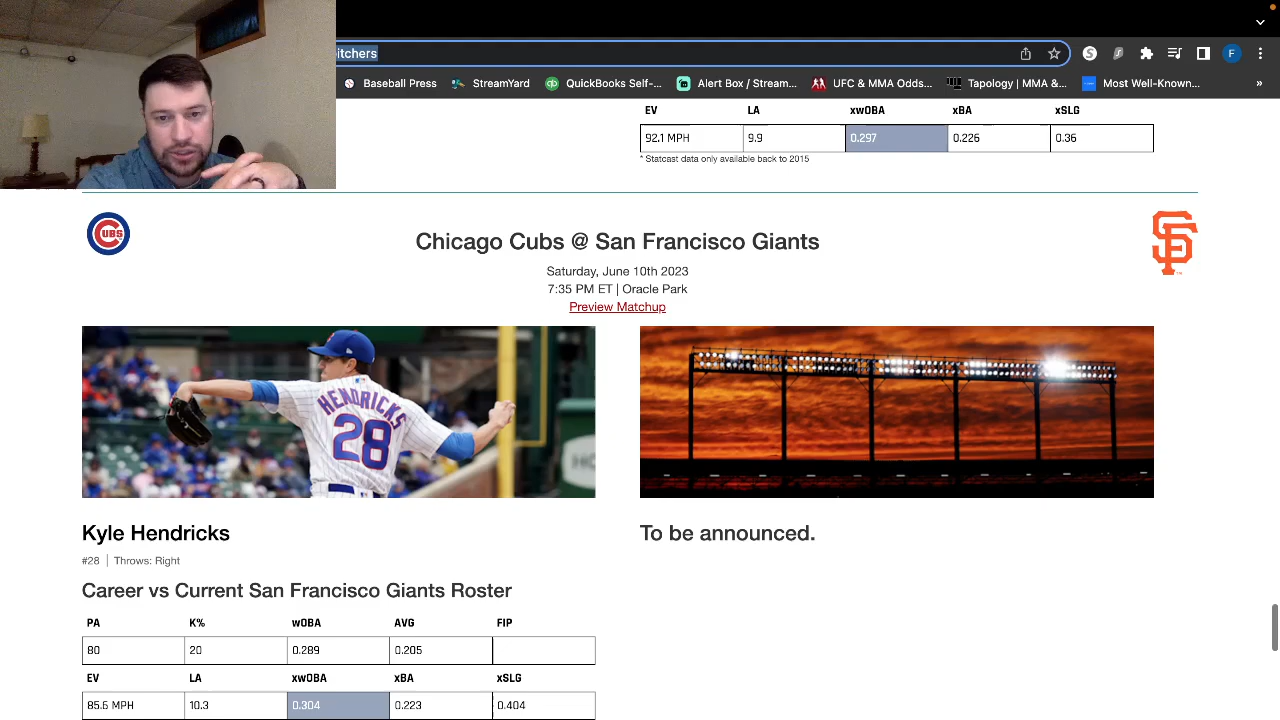 itchers
F
Baseball Press StreamYard QuickBooks Self-... Alert Box / Stream... UFC & MMA Odds... Tapology | MMA &... Most Well-Known... »
EV LA xwOBA xBA xSLG
92.1 MPH 9.9 0.297 0.226 0.36
* Statcast data only available back to 2015
CUBS
Chicago Cubs @ San Francisco Giants
SF
Saturday, June 10th 2023
7:35 PM ET | Oracle Park
Preview Matchup
HENDRICKS
28
Kyle Hendricks
#28 | Throws: Right
To be announced.
Career vs Current San Francisco Giants Roster
PA K% wOBA AVG FIP
80 20 0.289 0.205
EV LA xwOBA xBA xSLG
85.6 MPH 10.3 0.304 0.223 0.404